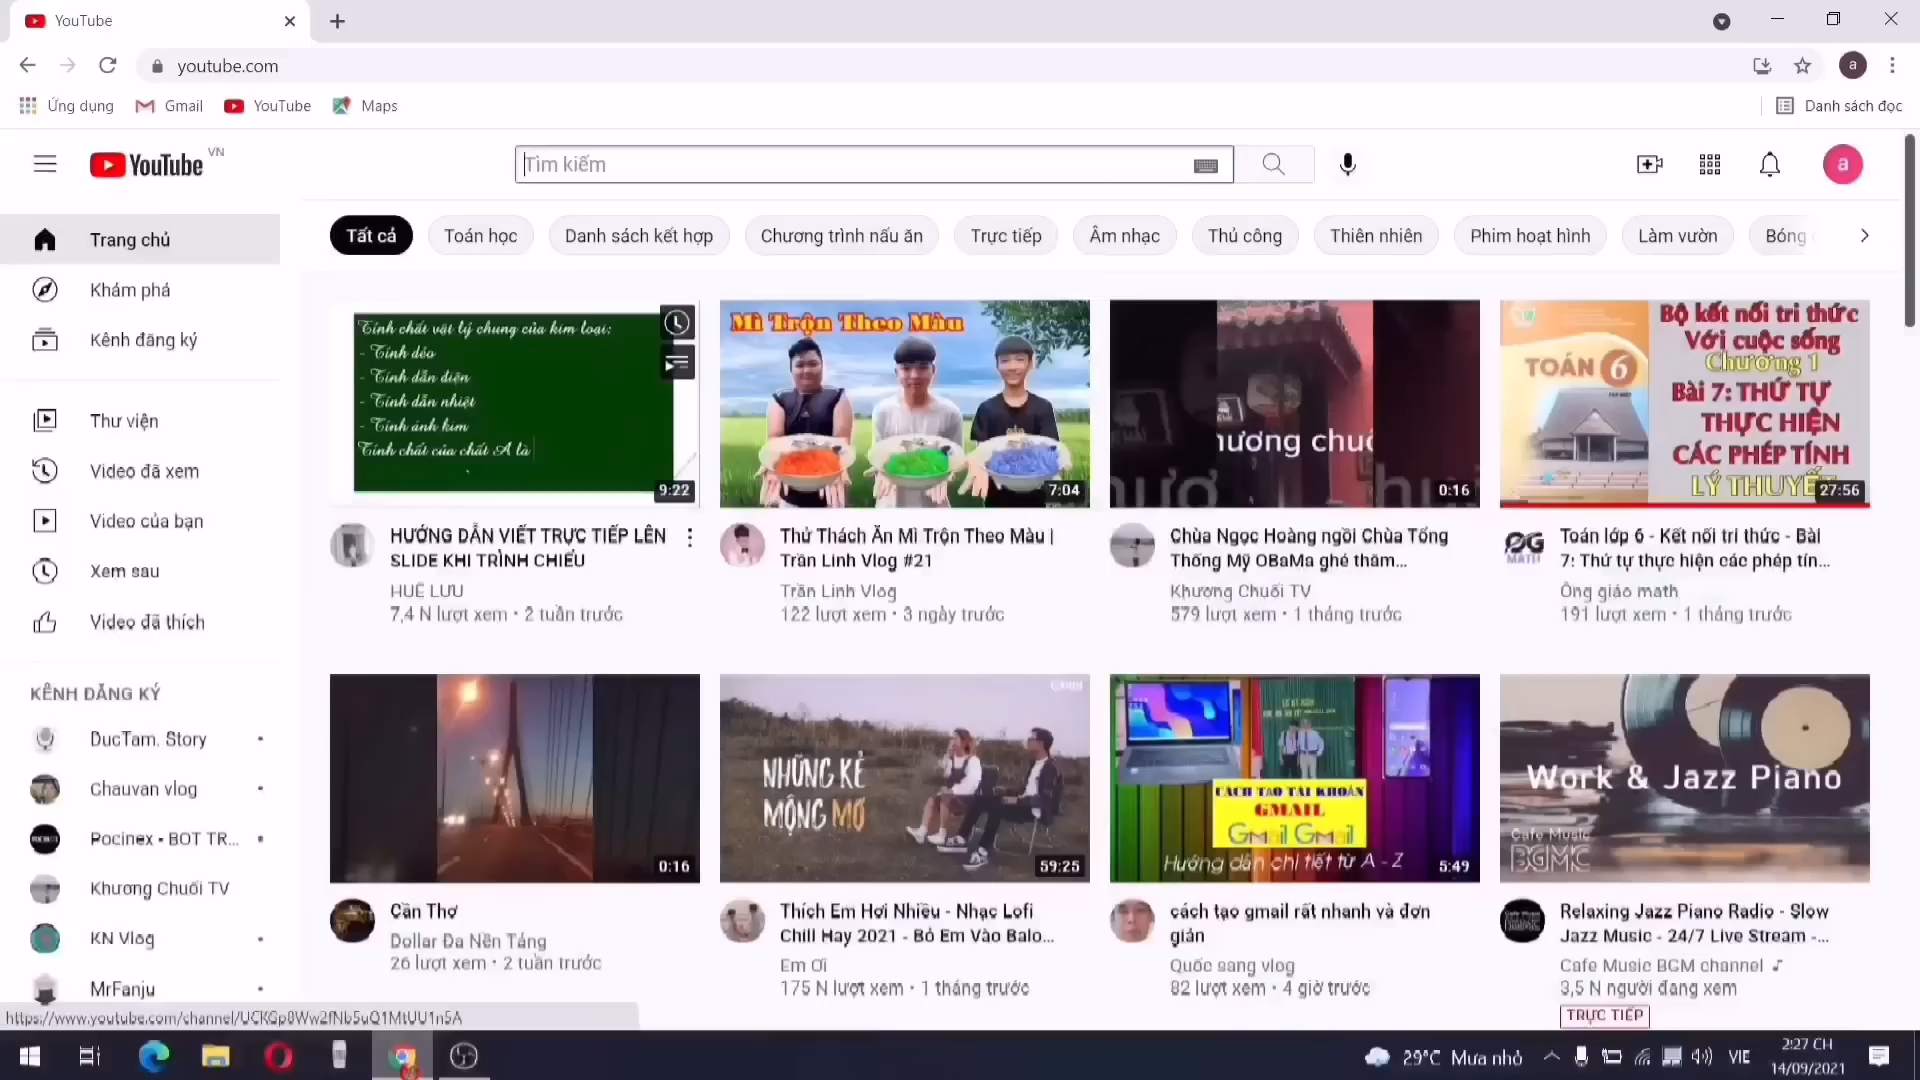 YouTube
youtube.com
Ứng dụng Gmail YouTube Maps Danh sách đọc
YouTube VN
Tìm kiếm
a
a
Trang chủ
Khám phá
Kênh đăng ký
Thư viện
Video đã xem
Video của bạn
Xem sau
Video đã thích
KÊNH ĐĂNG KÝ
DucTam. Story
Chauvan vlog
Pocinex - BOT TR...
Khương Chuối TV
KN Vlog
MrFanju
Tất cả Toán học Danh sách kết hợp Chương trình nấu ăn Trực tiếp Âm nhạc Thủ công Thiên nhiên Phim hoạt hình Làm vườn Bóng
Tính chất vật lý chung của kim loại:
- Tính dẻo
- Tính dẫn điện
- Tính dẫn nhiệt
- Tính ánh kim
Tính chất của chất A là
9:22
HƯỚNG DẪN VIẾT TRỰC TIẾP LÊN
SLIDE KHI TRÌNH CHIẾU
HUẾ LƯU
7,4 N lượt xem • 2 tuần trước
Mì Trộn Theo Màu
7:04
Thử Thách Ăn Mì Trộn Theo Màu |
Trần Linh Vlog #21
Trần Linh Vlog
122 lượt xem • 3 ngày trước
hương chuố
0:16
Chùa Ngọc Hoàng ngồi Chùa Tổng
Thống Mỹ OBaMa ghé thăm...
Khương Chuối TV
579 lượt xem • 1 tháng trước
TOÁN 6
Bộ kết nối tri thức
Với cuộc sống
Chương 1
Bài 7: THỨ TỰ
THỰC HIỆN
CÁC PHÉP TÍNH
LÝ THUYẾT
27:56
OG
MATH
Toán lớp 6 - Kết nối tri thức - Bài
7: Thứ tự thực hiện các phép tín...
Ông giáo math
191 lượt xem • 1 tháng trước
0:16
Cần Thơ
Dollar Đa Nền Tảng
26 lượt xem • 2 tuần trước
NHỮNG KẺ
MỘNG MƠ
59:25
Thích Em Hơi Nhiều - Nhạc Lofi
Chill Hay 2021 - Bỏ Em Vào Balo...
Em Ơi
175 N lượt xem • 1 tháng trước
CÁCH TẠO TÀI KHOẢN
GMAIL
Gmail Gmail
Hướng dẫn chi tiết từ A - Z
5:49
cách tạo gmail rất nhanh và đơn
giản
Quốc sang vlog
82 lượt xem • 4 giờ trước
Work & Jazz Piano
Cafe Music
BGMC
Relaxing Jazz Piano Radio - Slow
Jazz Music - 24/7 Live Stream -...
Cafe Music BGM channel ♪
3,5 N người đang xem
TRỰC TIẾP
https://www.youtube.com/channel/UCKGp8Ww2fNb5uQ1MtUU1n5A
29°C Mưa nhỏ VIE 2:27 CH
14/09/2021